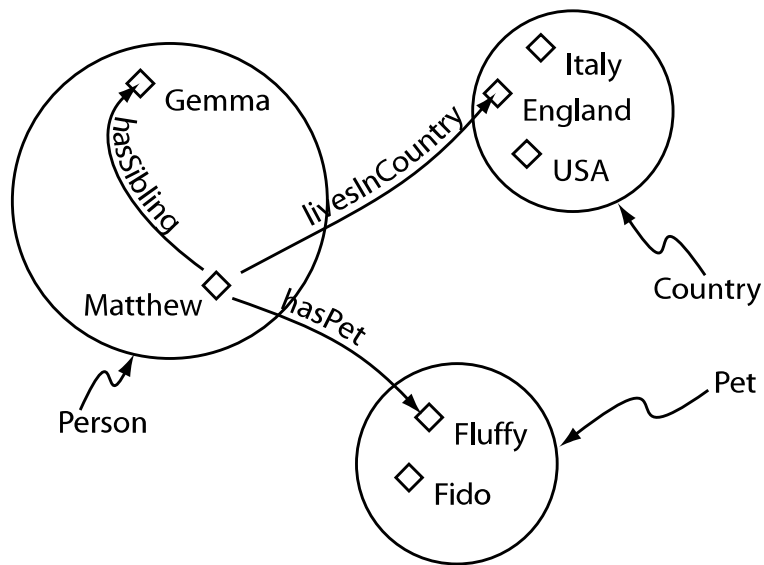 Italy
Gemma
England
hasSibling
livesInCountry
USA
Matthew
hasPet
Country
Person
Pet
Fluffy
Fido